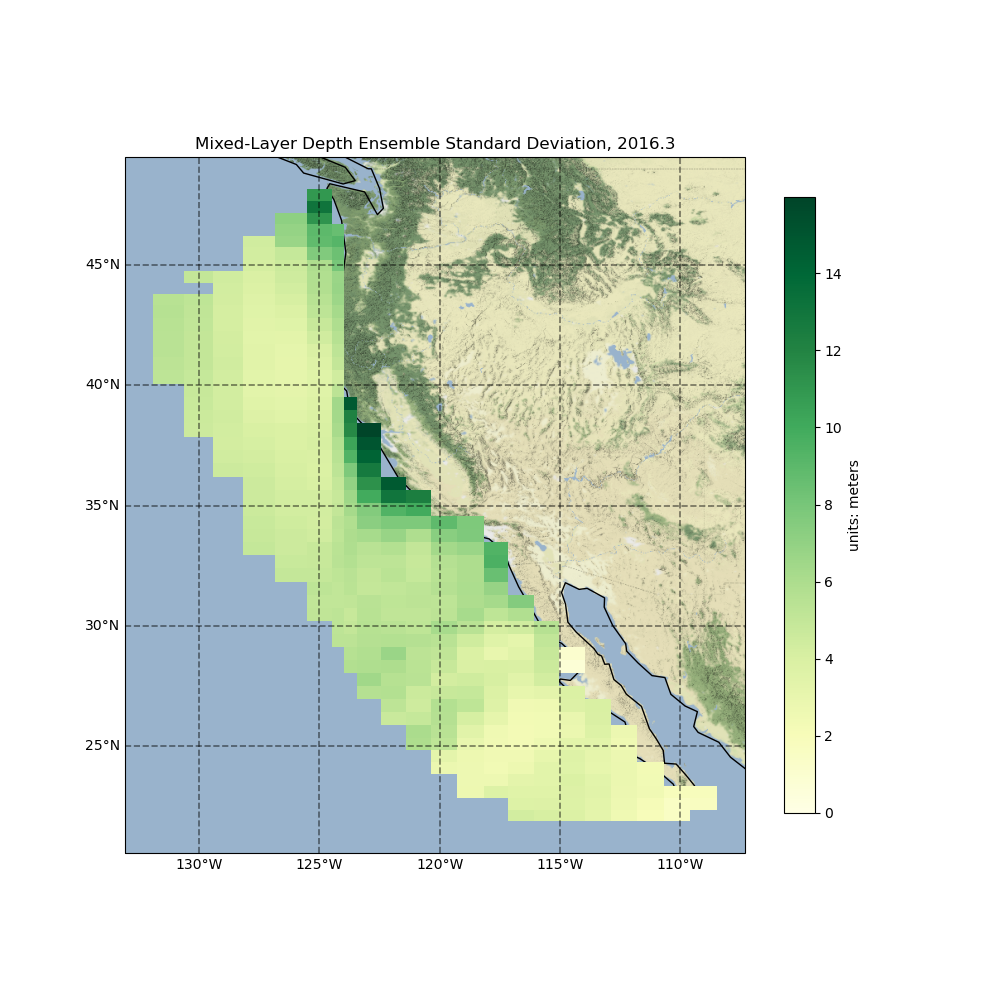 Mixed-Layer Depth Ensemble Standard Deviation, 2016.3
45°N
40°N
35°N
30°N
25°N
130°W
125°W
120°W
115°W
110°W
14
12
10
8
6
4
2
0
units: meters